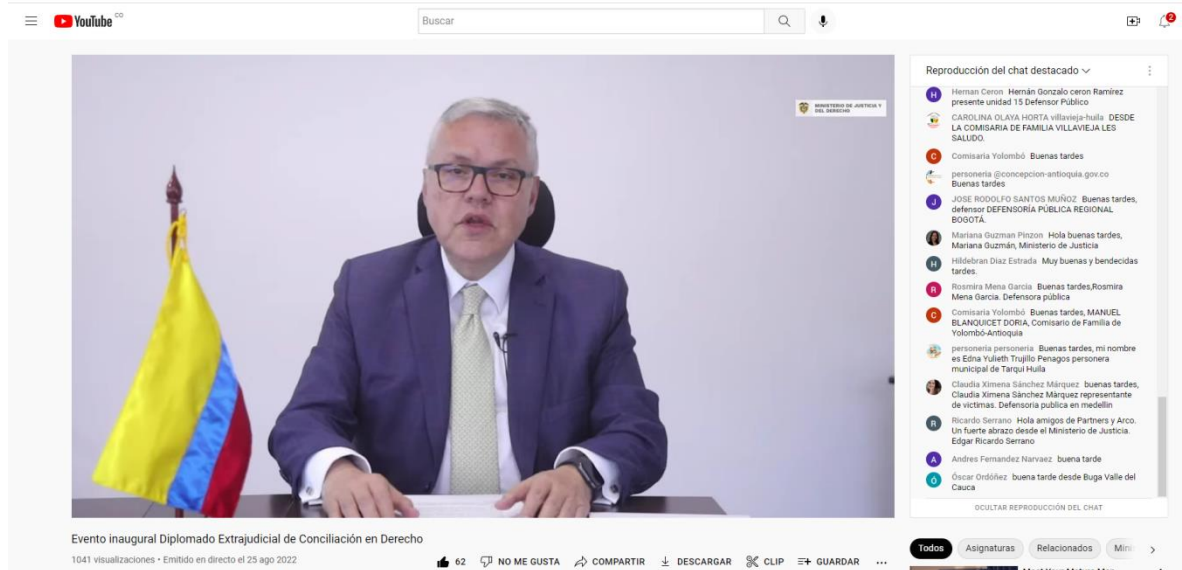 YouTube CO
Buscar
2
MINISTERIO DE JUSTICIA Y
DEL DERECHO
Reproducción del chat destacado
H Hernan Ceron Hernán Gonzalo ceron Ramírez
presente unidad 15 Defensor Público
CAROLINA OLAYA HORTA villavieja-huila DESDE
LA COMISARIA DE FAMILIA VILLAVIEJA LES
SALUDO.
C Comisaria Yolombó Buenas tardes
personeria @concepcion-antioquia.gov.co
Buenas tardes
J JOSE RODOLFO SANTOS MUÑOZ Buenas tardes,
defensor DEFENSORÍA PÚBLICA REGIONAL
BOGOTÁ.
Mariana Guzman Pinzon Hola buenas tardes,
Mariana Guzmán, Ministerio de Justicia
H Hildebran Diaz Estrada Muy buenas y bendecidas
tardes.
R Rosmira Mena Garcia Buenas tardes,Rosmira
Mena Garcia. Defensora pública
C Comisaria Yolombó Buenas tardes, MANUEL
BLANQUICET DORIA, Comisario de Familia de
Yolombó-Antioquia
personeria personeria Buenas tardes, mi nombre
es Edna Yulieth Trujillo Penagos personera
municipal de Tarqui Huila
Claudia Ximena Sánchez Márquez buenas tardes,
Claudia Ximena Sánchez Márquez representante
de victimas. Defensoria publica en medellin
R Ricardo Serrano Hola amigos de Partners y Arco.
Un fuerte abrazo desde el Ministerio de Justicia.
Edgar Ricardo Serrano
A Andres Fernandez Narvaez buena tarde
Ó Óscar Ordóñez buena tarde desde Buga Valle del
Cauca
OCULTAR REPRODUCCIÓN DEL CHAT
Evento inaugural Diplomado Extrajudicial de Conciliación en Derecho
1041 visualizaciones • Emitido en directo el 25 ago 2022
62 NO ME GUSTA COMPARTIR DESCARGAR CLIP GUARDAR ...
Todos Asignaturas Relacionados